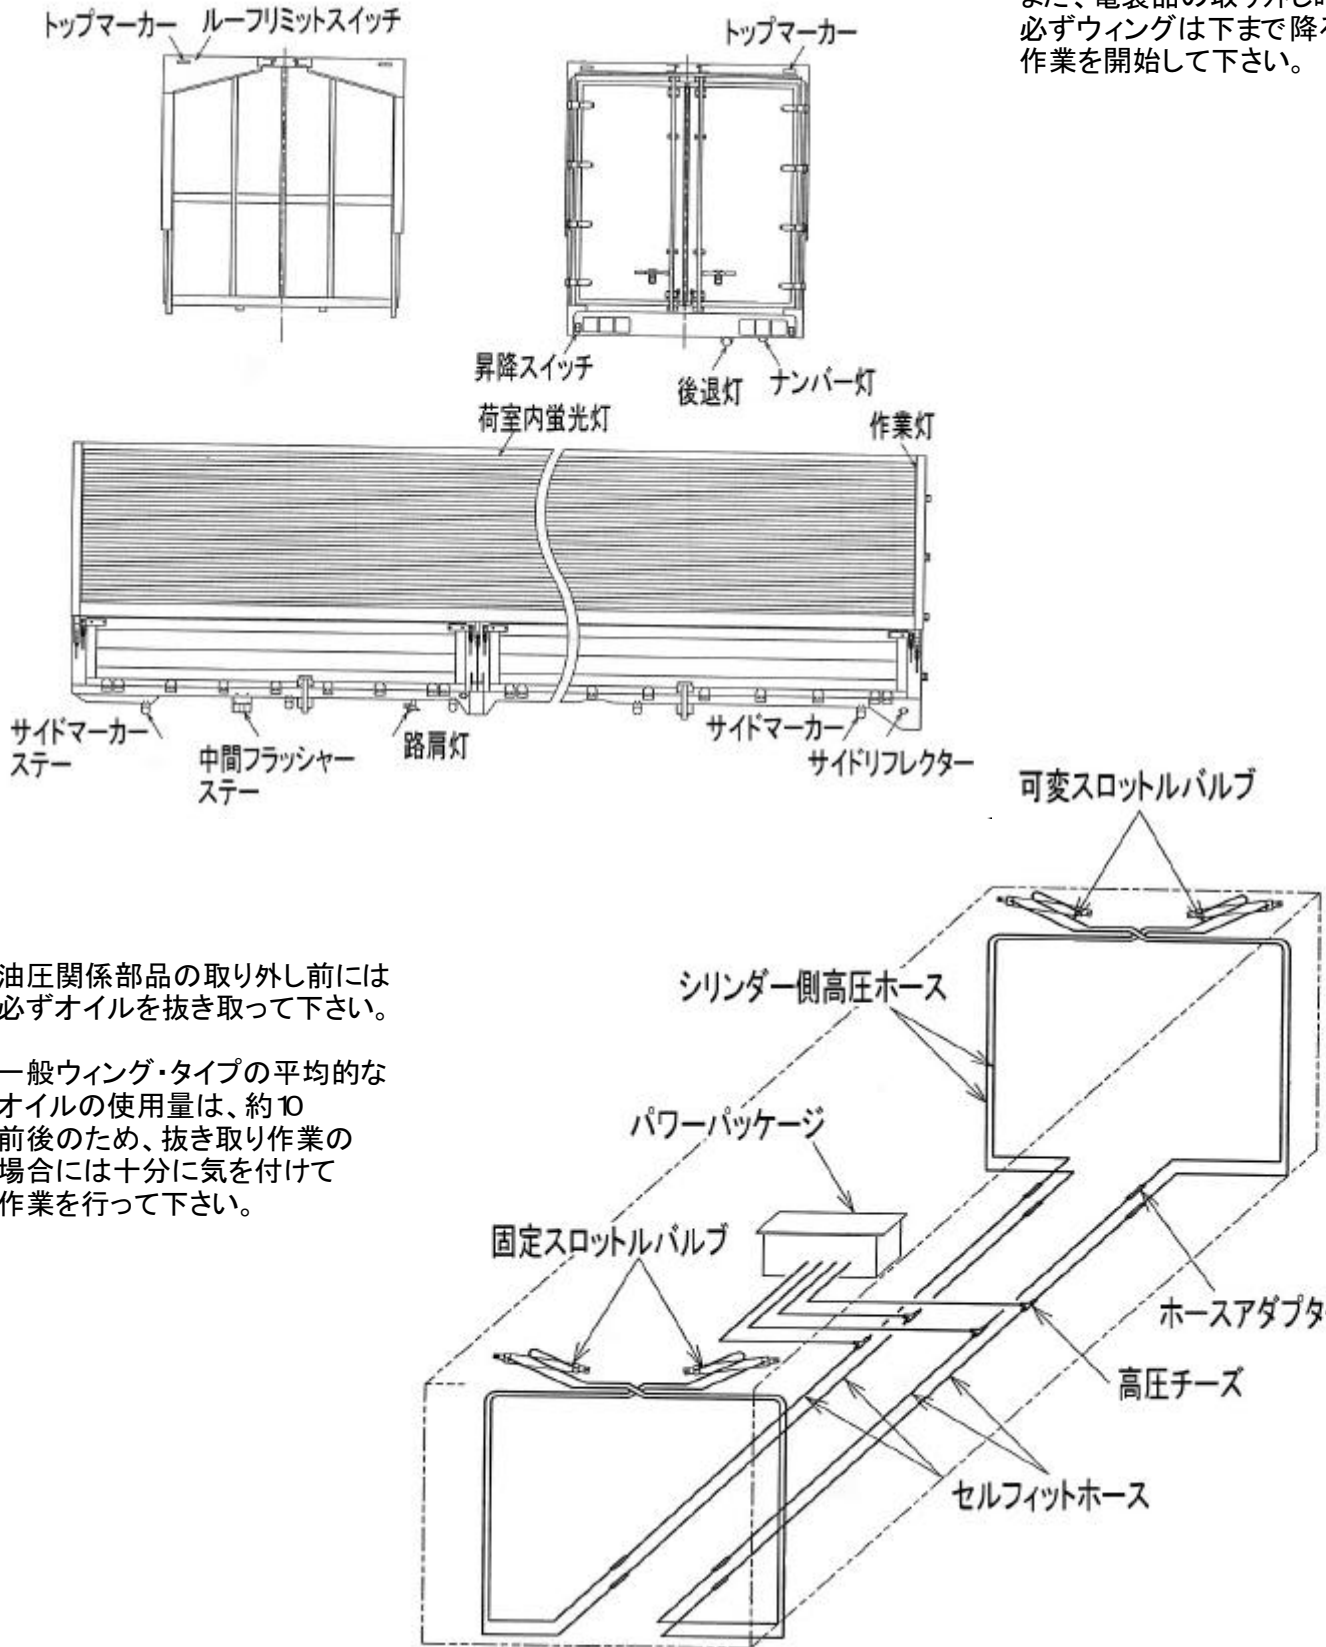 また、電装品の取り外し時
必ずウィングは下まで降
作業を開始して下さい。
トップマーカー
ルーフリミットスイッチ
トップマーカー
昇降スイッチ
後退灯
ナンバー灯
荷室内蛍光灯
作業灯
サイドマーカー
ステー
中間フラッシャー
ステー
路肩灯
サイドマーカー
サイドリフレクター
可変スロットルバルブ
油圧関係部品の取り外し前には
必ずオイルを抜き取って下さい。
一般ウィング・タイプの平均的な
オイルの使用量は、約10
前後のため、抜き取り作業の
場合には十分に気を付けて
作業を行って下さい。
シリンダー側高圧ホース
パワーパッケージ
固定スロットルバルブ
ホースアダプタ
高圧チーズ
セルフィットホース